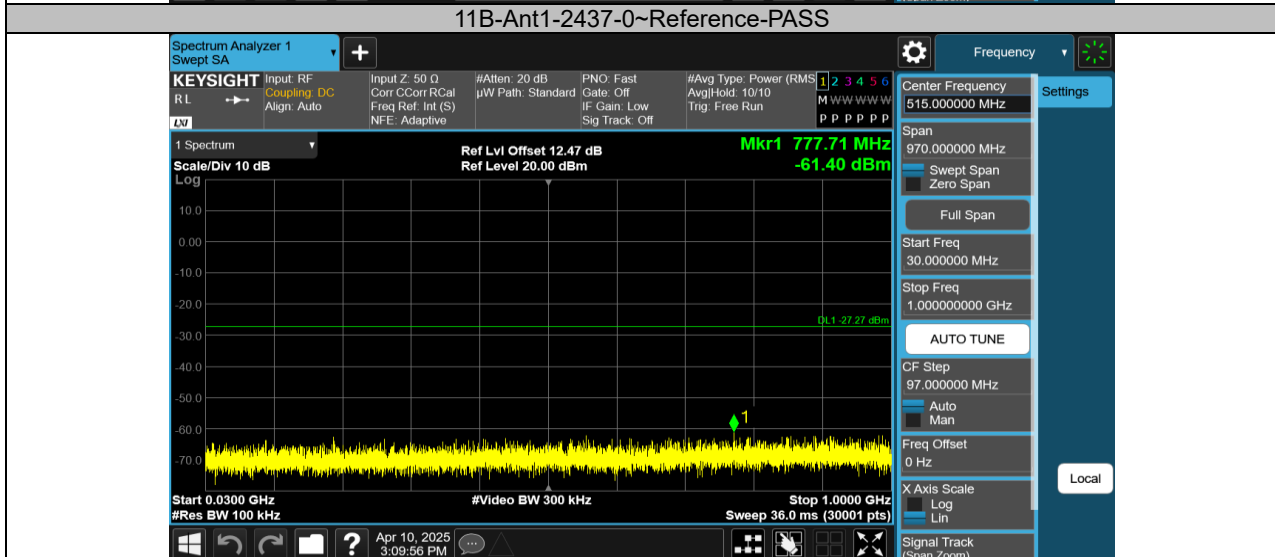 11B-Ant1-2437-0~Reference-PASS
Spectrum Analyzer 1
Swept SA
Frequency
KEYSIGHT
R L
LXI
Input: RF
Coupling: DC
Align: Auto
Input Z: 50 Ω
Corr CCorr RCal
Freq Ref: Int (S)
NFE: Adaptive
#Atten: 20 dB
µW Path: Standard
PNO: Fast
Gate: Off
IF Gain: Low
Sig Track: Off
#Avg Type: Power (RMS
Avg|Hold: 10/10
Trig: Free Run
1 2 3 4 5 6
M W W W W W
P P P P P P
1 Spectrum
Scale/Div 10 dB
Log
Ref Lvl Offset 12.47 dB
Ref Level 20.00 dBm
Mkr1 777.71 MHz
-61.40 dBm
10.0
0.00
-10.0
-20.0
DL1 -27.27 dBm
-30.0
-40.0
-50.0
1
-60.0
-70.0
Start 0.0300 GHz
#Res BW 100 kHz
#Video BW 300 kHz
Stop 1.0000 GHz
Sweep 36.0 ms (30001 pts)
Center Frequency
515.000000 MHz
Settings
Span
970.000000 MHz
Swept Span
Zero Span
Full Span
Start Freq
30.000000 MHz
Stop Freq
1.000000000 GHz
AUTO TUNE
CF Step
97.000000 MHz
Auto
Man
Freq Offset
0 Hz
X Axis Scale
Log
Lin
Local
Signal Track
(Span Zoom)
?
Apr 10, 2025
3:09:56 PM